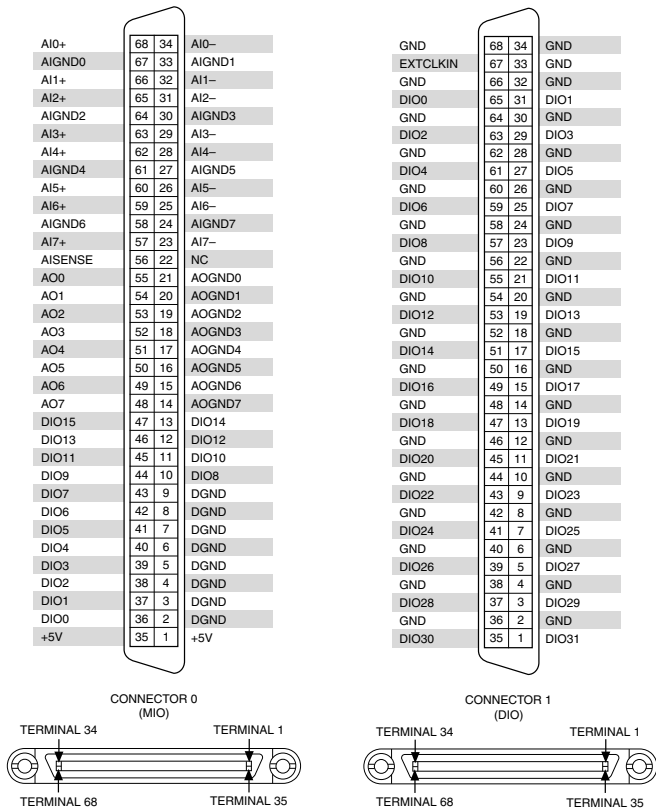 AI0+ 68 34 AI0–
AIGND0 67 33 AIGND1
AI1+ 66 32 AI1–
AI2+ 65 31 AI2–
AIGND2 64 30 AIGND3
AI3+ 63 29 AI3–
AI4+ 62 28 AI4–
AIGND4 61 27 AIGND5
AI5+ 60 26 AI5–
AI6+ 59 25 AI6–
AIGND6 58 24 AIGND7
AI7+ 57 23 AI7–
AISENSE 56 22 NC
AO0 55 21 AOGND0
AO1 54 20 AOGND1
AO2 53 19 AOGND2
AO3 52 18 AOGND3
AO4 51 17 AOGND4
AO5 50 16 AOGND5
AO6 49 15 AOGND6
AO7 48 14 AOGND7
DIO15 47 13 DIO14
DIO13 46 12 DIO12
DIO11 45 11 DIO10
DIO9 44 10 DIO8
DIO7 43 9 DGND
DIO6 42 8 DGND
DIO5 41 7 DGND
DIO4 40 6 DGND
DIO3 39 5 DGND
DIO2 38 4 DGND
DIO1 37 3 DGND
DIO0 36 2 DGND
+5V 35 1 +5V
CONNECTOR 0
(MIO)
TERMINAL 34 TERMINAL 1
TERMINAL 68 TERMINAL 35
GND 68 34 GND
EXTCLKIN 67 33 GND
GND 66 32 GND
DIO0 65 31 DIO1
GND 64 30 GND
DIO2 63 29 DIO3
GND 62 28 GND
DIO4 61 27 DIO5
GND 60 26 GND
DIO6 59 25 DIO7
GND 58 24 GND
DIO8 57 23 DIO9
GND 56 22 GND
DIO10 55 21 DIO11
GND 54 20 GND
DIO12 53 19 DIO13
GND 52 18 GND
DIO14 51 17 DIO15
GND 50 16 GND
DIO16 49 15 DIO17
GND 48 14 GND
DIO18 47 13 DIO19
GND 46 12 GND
DIO20 45 11 DIO21
GND 44 10 GND
DIO22 43 9 DIO23
GND 42 8 GND
DIO24 41 7 DIO25
GND 40 6 GND
DIO26 39 5 DIO27
GND 38 4 GND
DIO28 37 3 DIO29
GND 36 2 GND
DIO30 35 1 DIO31
CONNECTOR 1
(DIO)
TERMINAL 34 TERMINAL 1
TERMINAL 68 TERMINAL 35